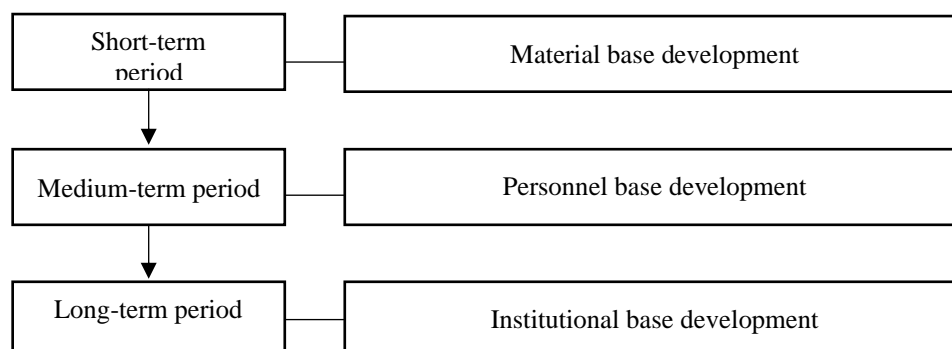 Short-term
period
Material base development
Medium-term period
Personnel base development
Long-term period
Institutional base development